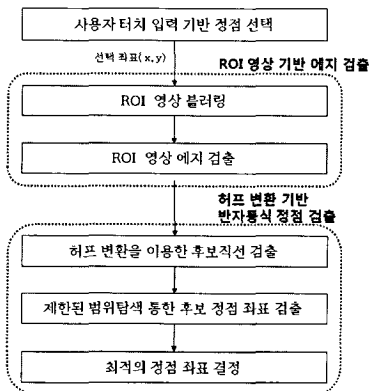 사용자 터치 입력 기반 정점 선택
선택 좌표(x, y)
ROI 영상 기반 에지 검출
ROI 영상 블러링
ROI 영상 에지 검출
허프 변환 기반
반자동식 정점 검출
허프 변환을 이용한 후보직선 검출
제한된 범위탐색 통한 후보 정점 좌표 검출
최적의 정점 좌표 결정